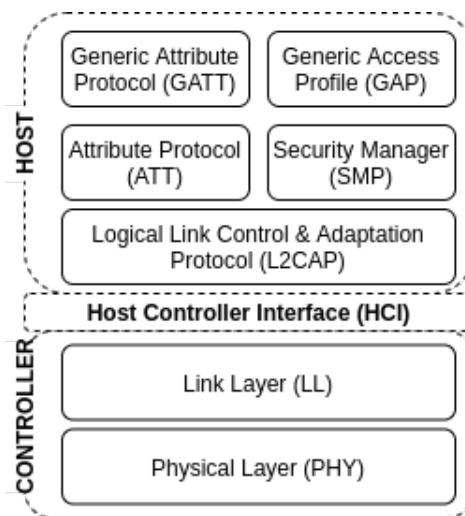 Generic Attribute
Protocol (GATT)
Generic Access
Profile (GAP)
HOST
Attribute Protocol
(ATT)
Security Manager
(SMP)
Logical Link Control & Adaptation
Protocol (L2CAP)
Host Controller Interface (HCI)
CONTROLLER
Link Layer (LL)
Physical Layer (PHY)